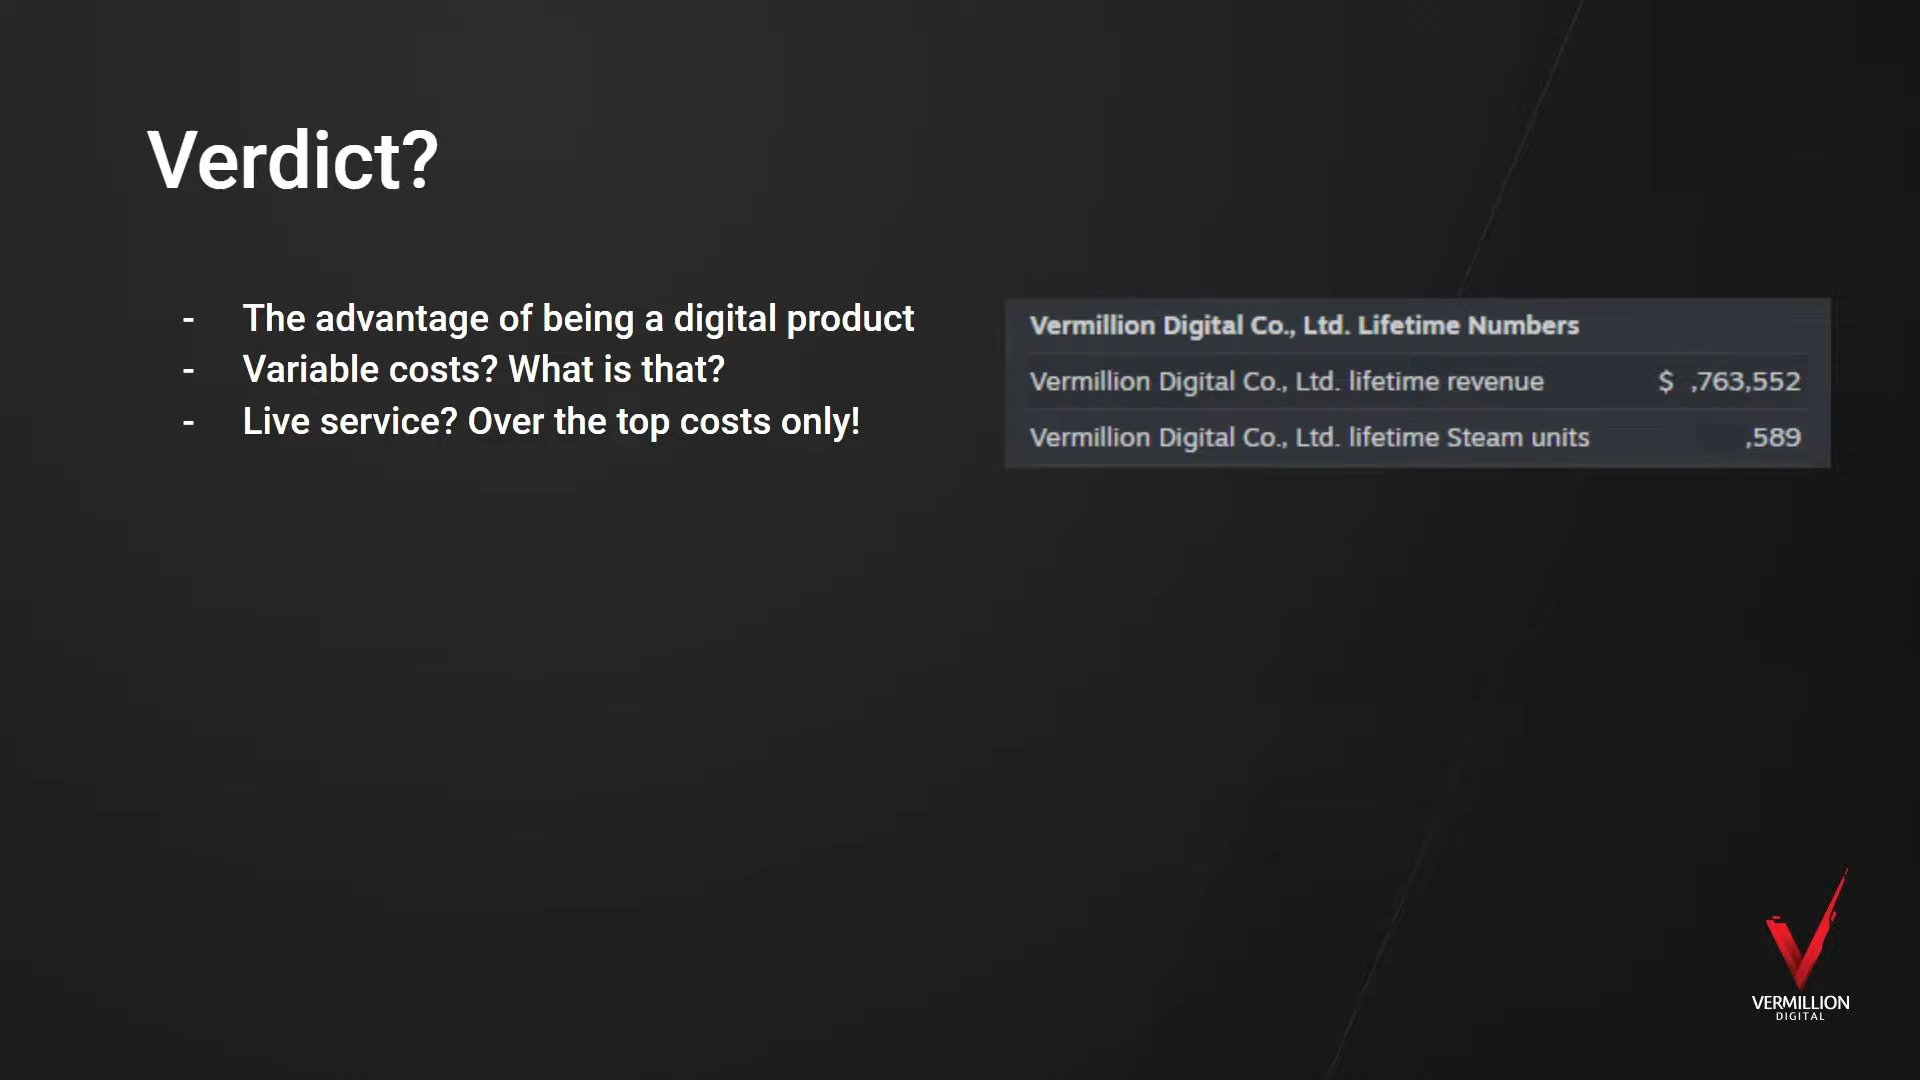 Verdict?
- The advantage of being a digital product
- Variable costs? What is that?
- Live service? Over the top costs only!
Vermillion Digital Co., Ltd. Lifetime Numbers
Vermillion Digital Co., Ltd. lifetime revenue $ ,763,552
Vermillion Digital Co., Ltd. lifetime Steam units ,589
VERMILLION
DIGITAL